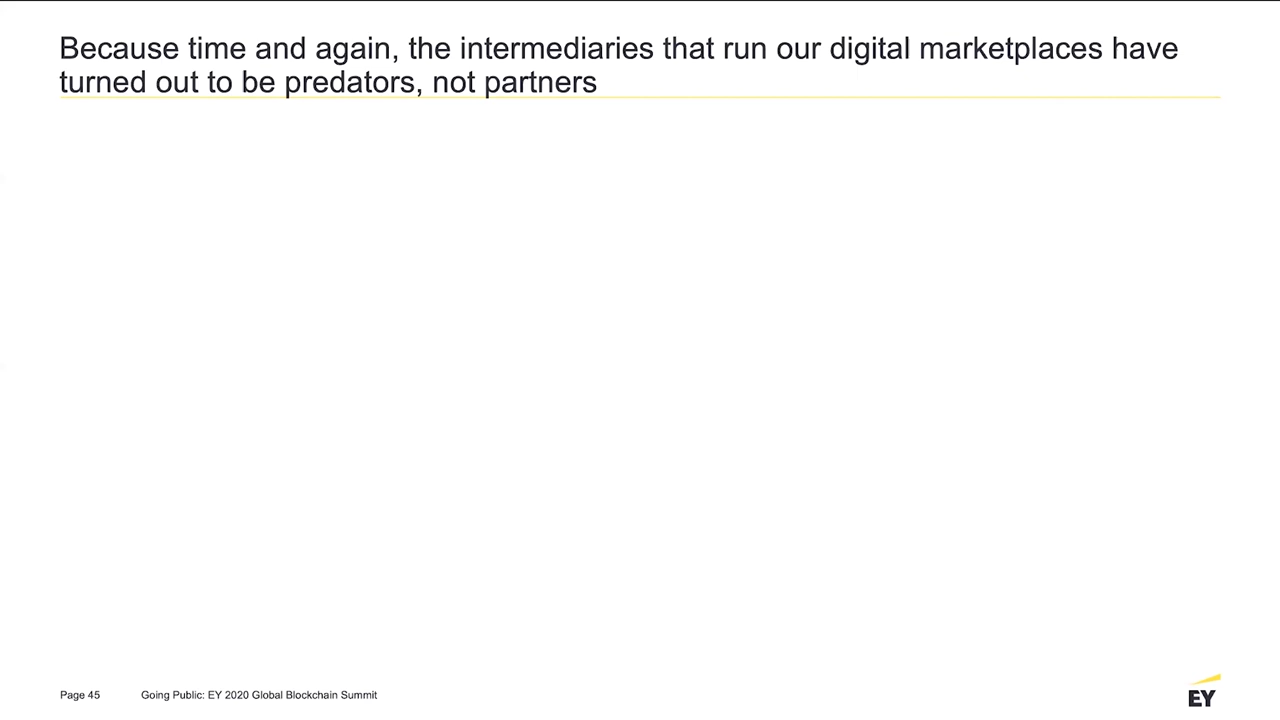 Because time and again, the intermediaries that run our digital marketplaces have
turned out to be predators, not partners
Page 45 Going Public: EY 2020 Global Blockchain Summit
EY